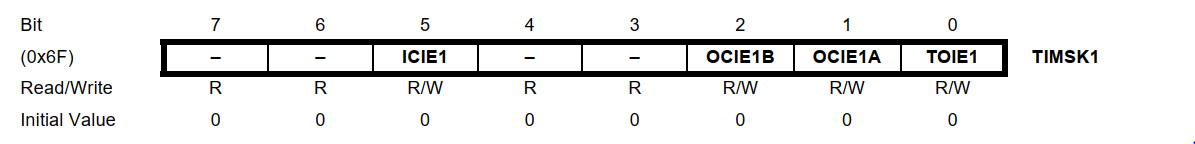 Bit 7 6 5 4 3 2 1 0
(0x6F) – – ICIE1 – – OCIE1B OCIE1A TOIE1 TIMSK1
Read/Write R R R/W R R R/W R/W R/W
Initial Value 0 0 0 0 0 0 0 0